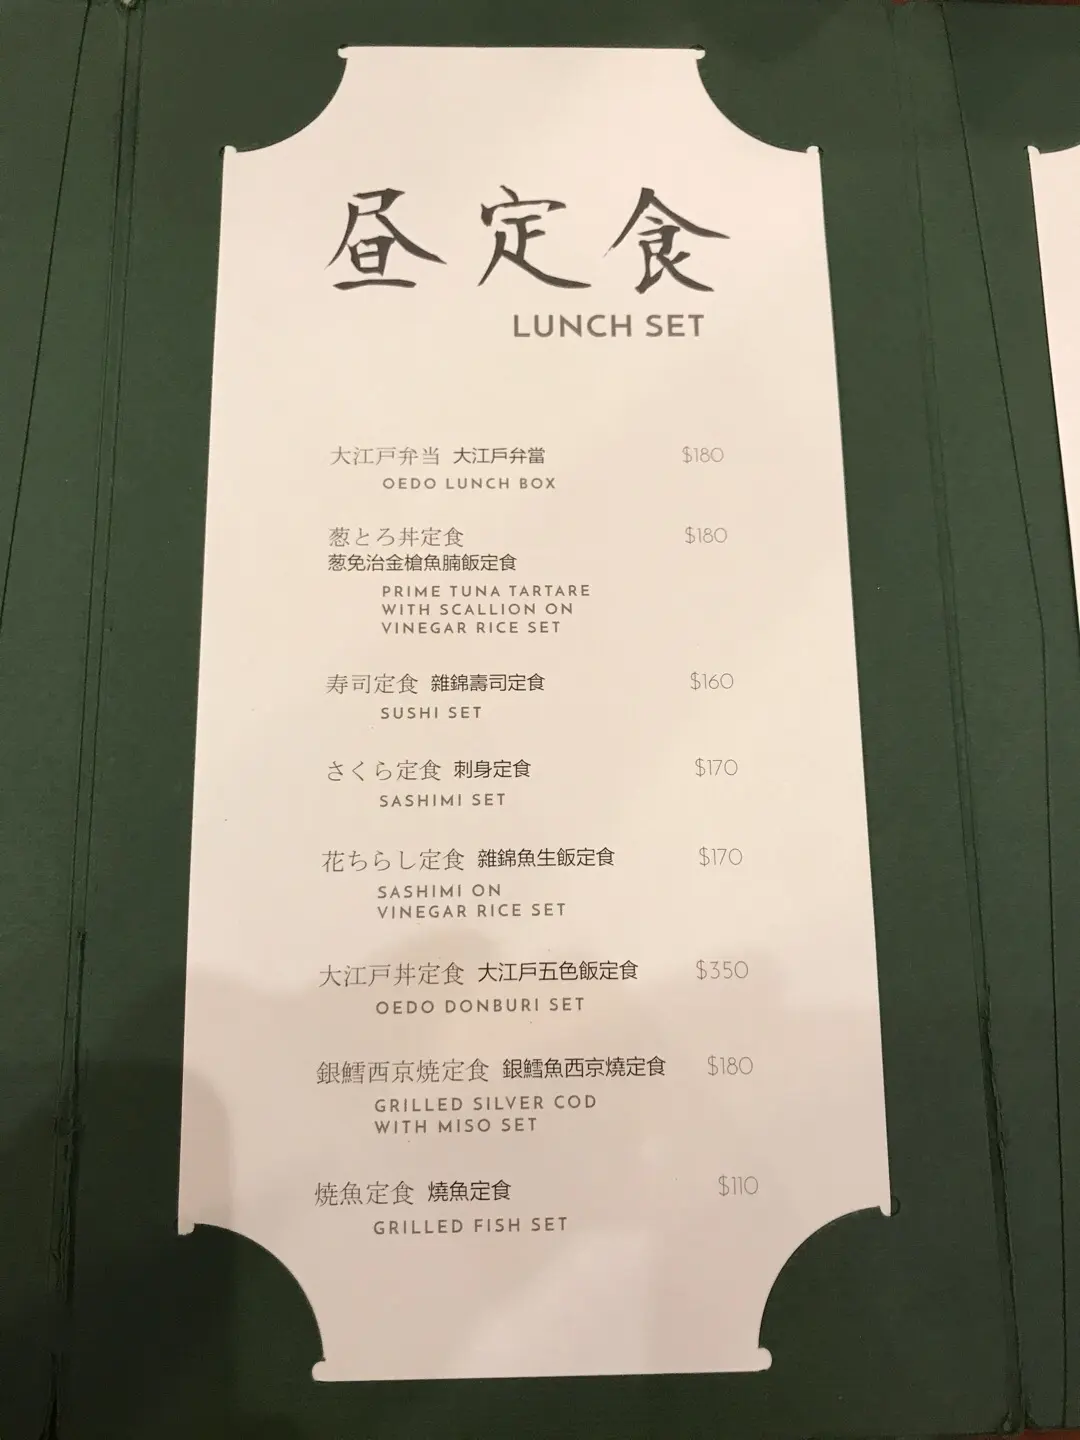 昼定食
LUNCH SET
大江戸弁当 大江戶弁當 $180
OEDO LUNCH BOX
葱とろ丼定食 $180
葱免治金槍魚腩飯定食
PRIME TUNA TARTARE
WITH SCALLION ON
VINEGAR RICE SET
寿司定食 雜錦壽司定食 $160
SUSHI SET
さくら定食 刺身定食 $170
SASHIMI SET
花ちらし定食 雜錦魚生飯定食 $170
SASHIMI ON
VINEGAR RICE SET
大江戸丼定食 大江戶五色飯定食 $350
OEDO DONBURI SET
銀鱈西京焼定食 銀鱈魚西京燒定食 $180
GRILLED SILVER COD
WITH MISO SET
焼魚定食 燒魚定食 $110
GRILLED FISH SET